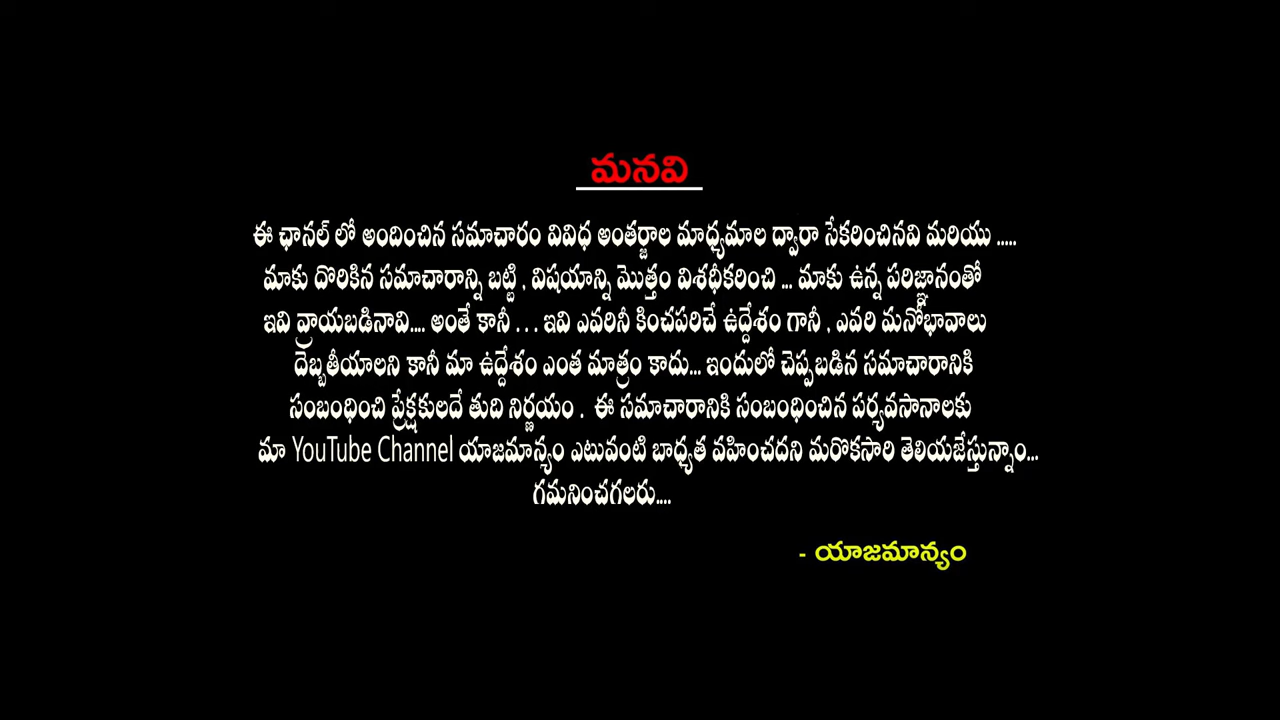 మనవి
ఈ ఛానల్ లో అందించిన సమాచారం వివిధ అంతర్జాల మాధ్యమాల ద్వారా సేకరించినవి మరియు .....
మాకు దొరికిన సమాచారాన్ని బట్టి , విషయాన్ని మొత్తం విశధీకరించి ... మాకు ఉన్న పరిజ్ఞానంతో
ఇవి వ్రాయబడినావి.... అంతే కానీ . . . ఇవి ఎవరినీ కించపరిచే ఉద్దేశం గానీ , ఎవరి మనోభావాలు
దెబ్బతీయాలని కానీ మా ఉద్దేశం ఎంత మాత్రం కాదు... ఇందులో చెప్పబడిన సమాచారానికి
సంబంధించి ప్రేక్షకులదే తుది నిర్ణయం . ఈ సమాచారానికి సంబంధించిన పర్యవసానాలకు
మా YouTube Channel యాజమాన్యం ఎటువంటి బాధ్యత వహించదని మరొకసారి తెలియజేస్తున్నాం...
గమనించగలరు....
- యాజమాన్యం